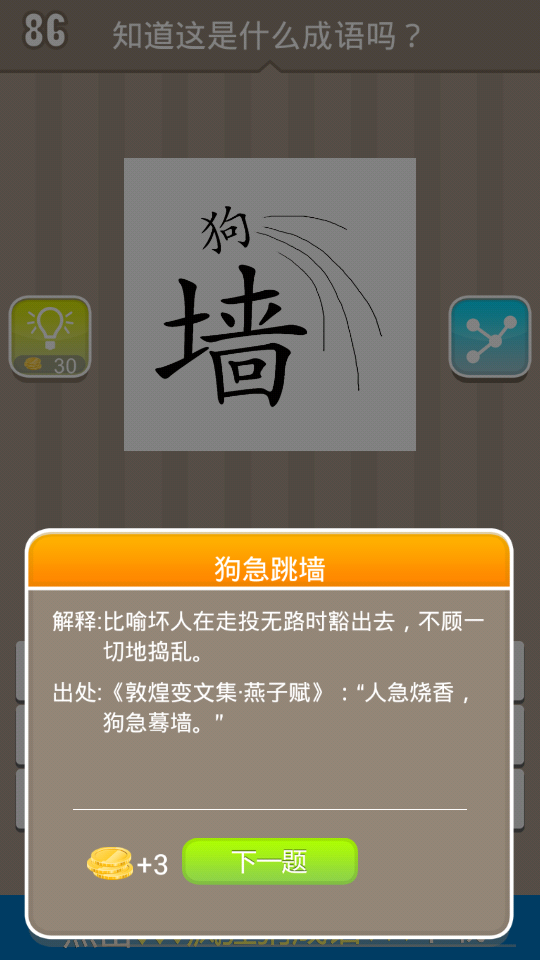 86
知道这是什么成语吗？
狗
墙
30
狗急跳墙
解释:比喻坏人在走投无路时豁出去，不顾一
切地捣乱。
出处:《敦煌变文集·燕子赋》：“人急烧香，
狗急蓦墙。”
+3
下一题